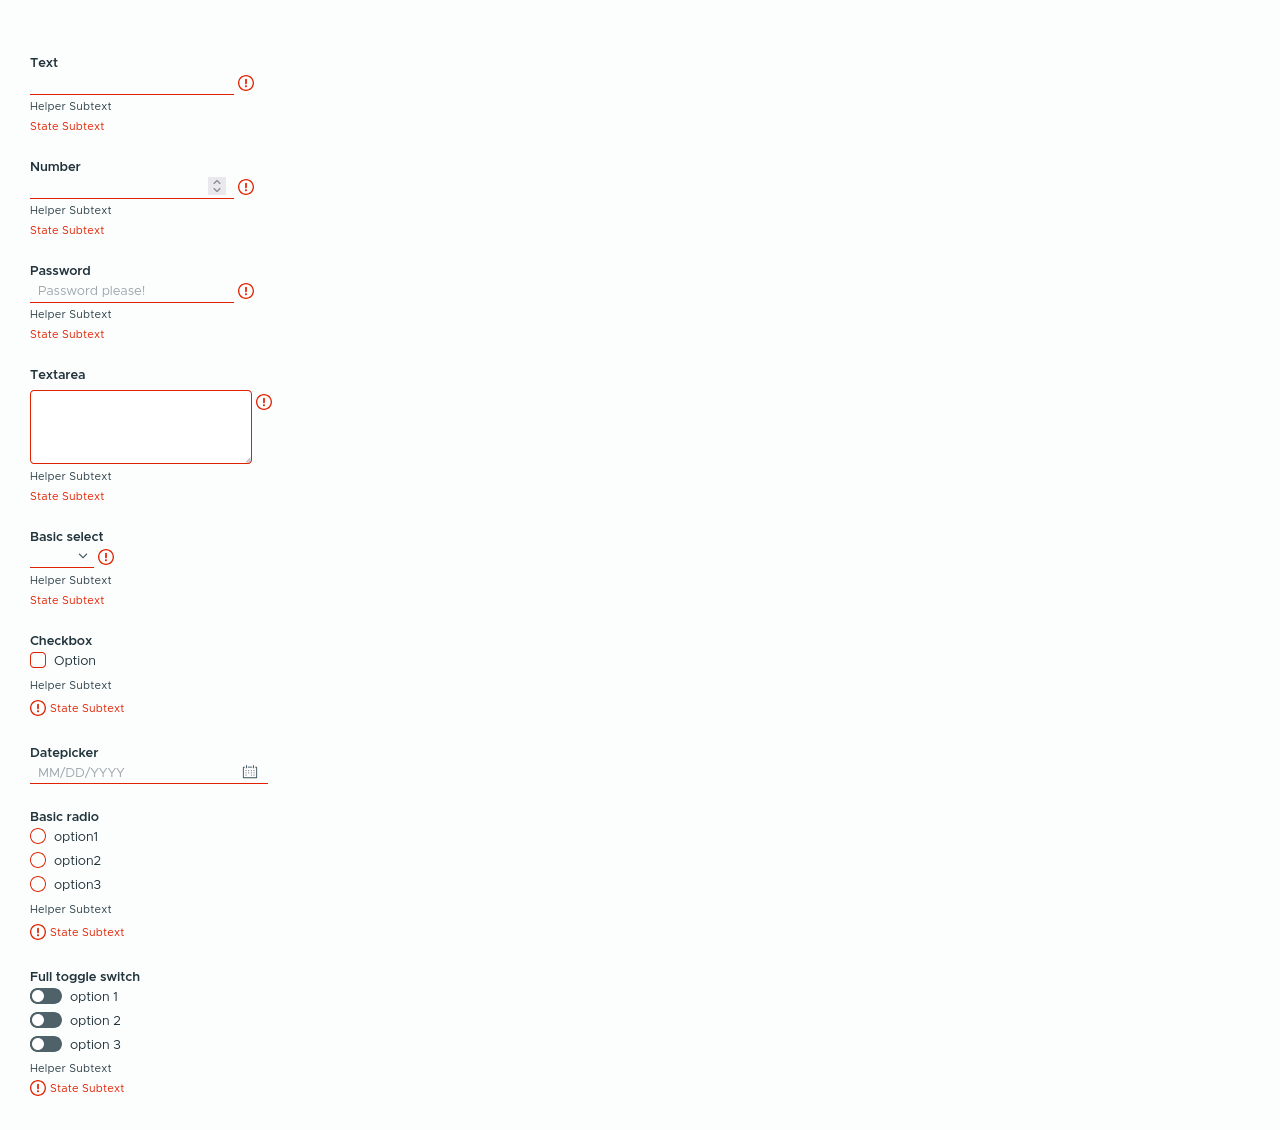 Text
Helper Subtext
State Subtext
Number
Helper Subtext
State Subtext
Password
Password please!
Helper Subtext
State Subtext
Textarea
Helper Subtext
State Subtext
Basic select
Helper Subtext
State Subtext
Checkbox
Option
Helper Subtext
State Subtext
Datepicker
MM/DD/YYYY
Basic radio
option1
option2
option3
Helper Subtext
State Subtext
Full toggle switch
option 1
option 2
option 3
Helper Subtext
State Subtext